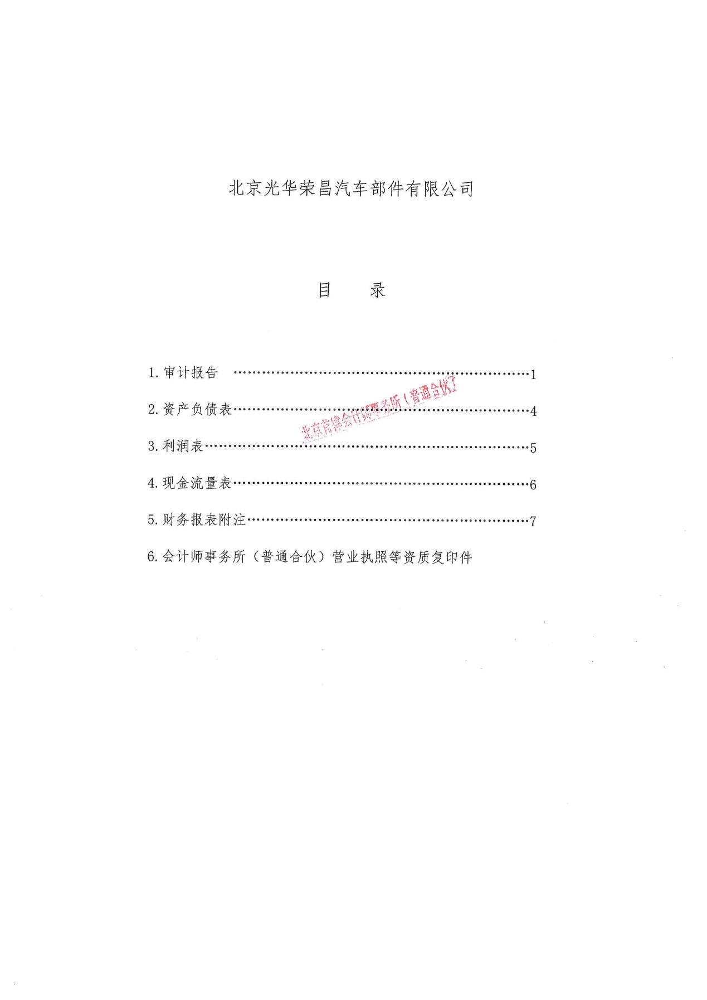 北京光华荣昌汽车部件有限公司
目 录
1.审计报告 ……………………………………………………1
2.资产负债表……………………………………………………4
3.利润表…………………………………………………………5
4.现金流量表……………………………………………………6
5.财务报表附注…………………………………………………7
6.会计师事务所（普通合伙）营业执照等资质复印件
北京首律会计师事务所（普通合伙）